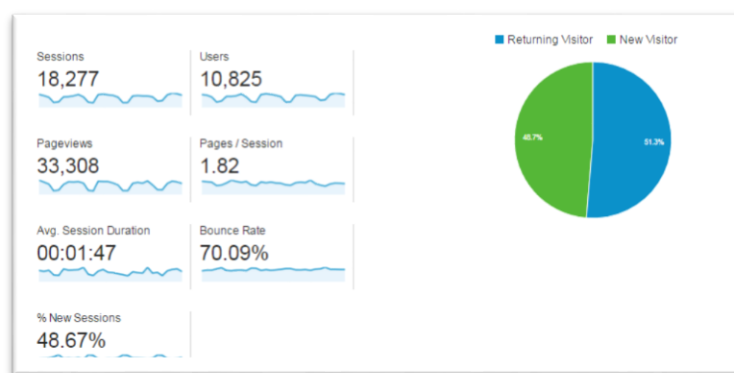 Returning Visitor New Visitor
Sessions
18,277
Users
10,825
Pageviews
33,308
Pages / Session
1.82
Avg. Session Duration
00:01:47
Bounce Rate
70.09%
% New Sessions
48.67%
48.7%
51.3%